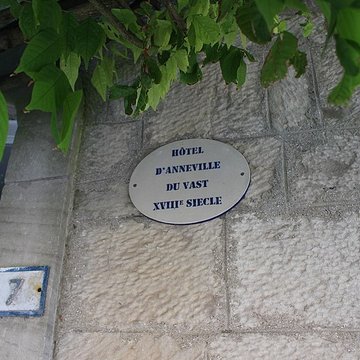 HÔTEL
D'ANNEVILLE
DU VAST
XVIIIᵉ SIECLE
7